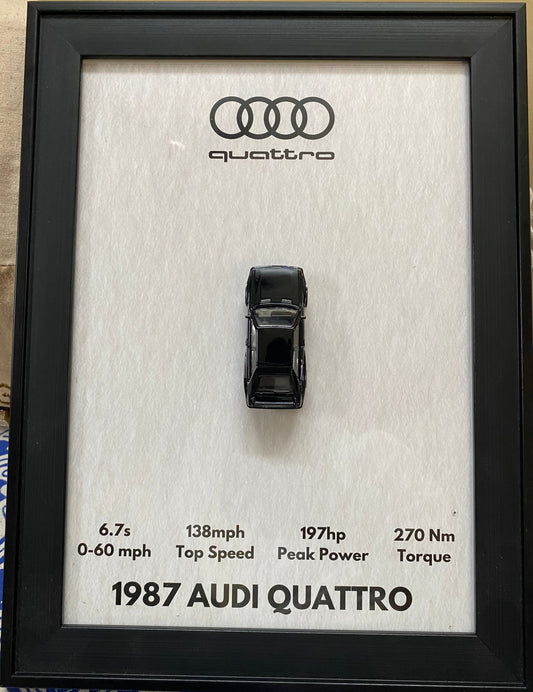 quattro
6.7s 138mph 197hp 270 Nm
0-60 mph Top Speed Peak Power Torque
1987 AUDI QUATTRO